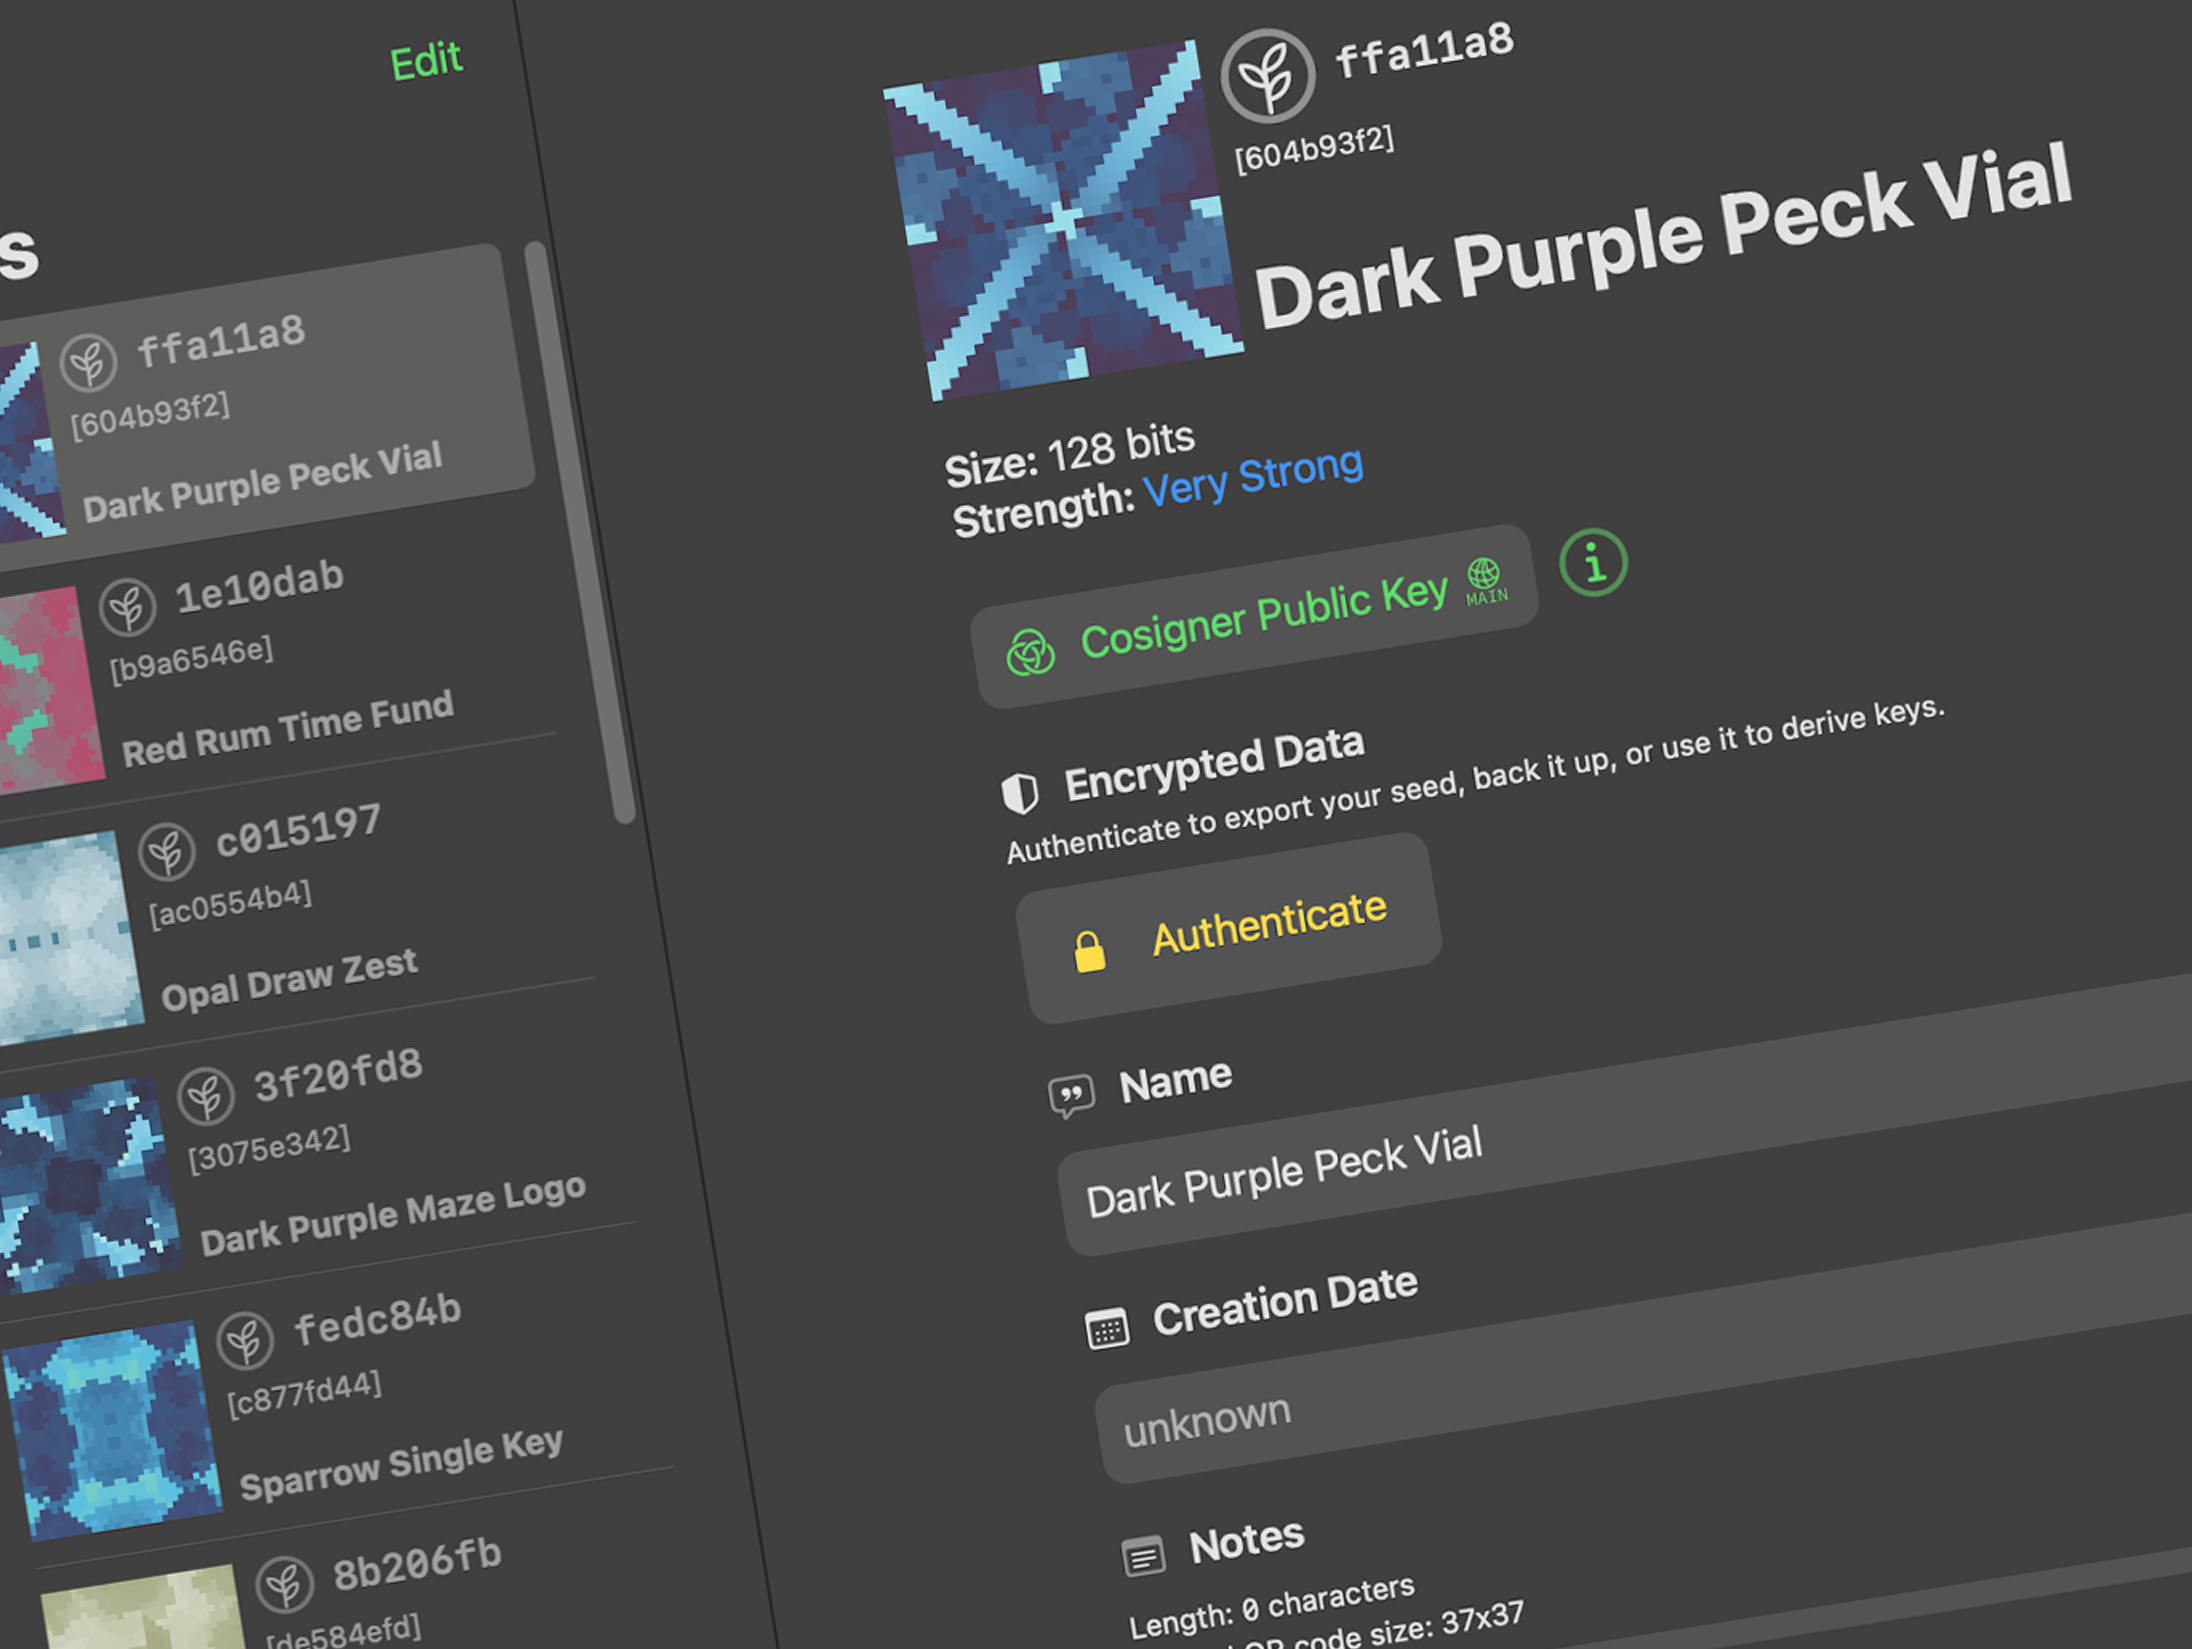 Edit
s
ffa11a8
[604b93f2]
Dark Purple Peck Vial
1e10dab
[b9a6546e]
Red Rum Time Fund
c015197
[ac0554b4]
Opal Draw Zest
3f20fd8
[3075e342]
Dark Purple Maze Logo
fedc84b
[c877fd44]
Sparrow Single Key
8b206fb
[de584efd]
ffa11a8
[604b93f2]
Dark Purple Peck Vial
Size: 128 bits
Strength: Very Strong
Cosigner Public Key MAIN
Encrypted Data
Authenticate to export your seed, back it up, or use it to derive keys.
Authenticate
Name
Dark Purple Peck Vial
Creation Date
unknown
Notes
Length: 0 characters
QR code size: 37x37